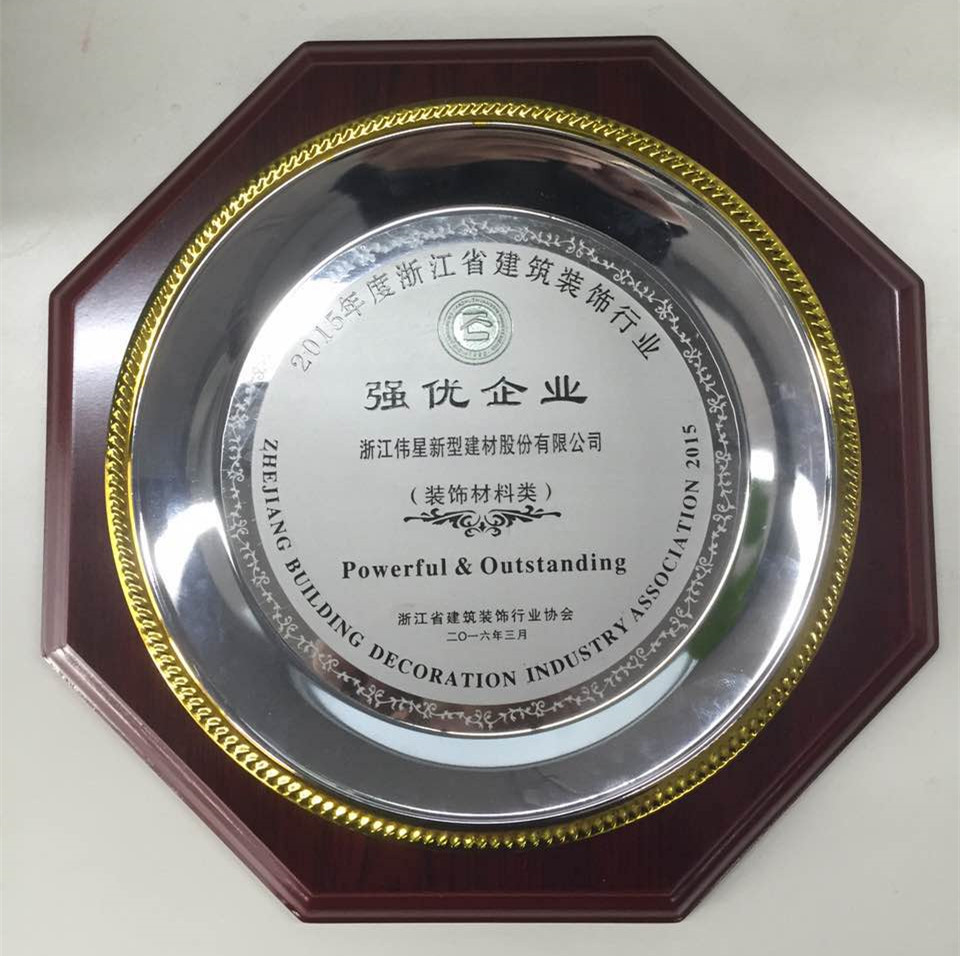 2015年度浙江省建筑装饰行业
强优企业
浙江伟星新型建材股份有限公司
（装饰材料类）
Powerful & Outstanding
浙江省建筑装饰行业协会
二〇一六年三月
ZHEJIANG BUILDING DECORATION INDUSTRY ASSOCIATION 2015